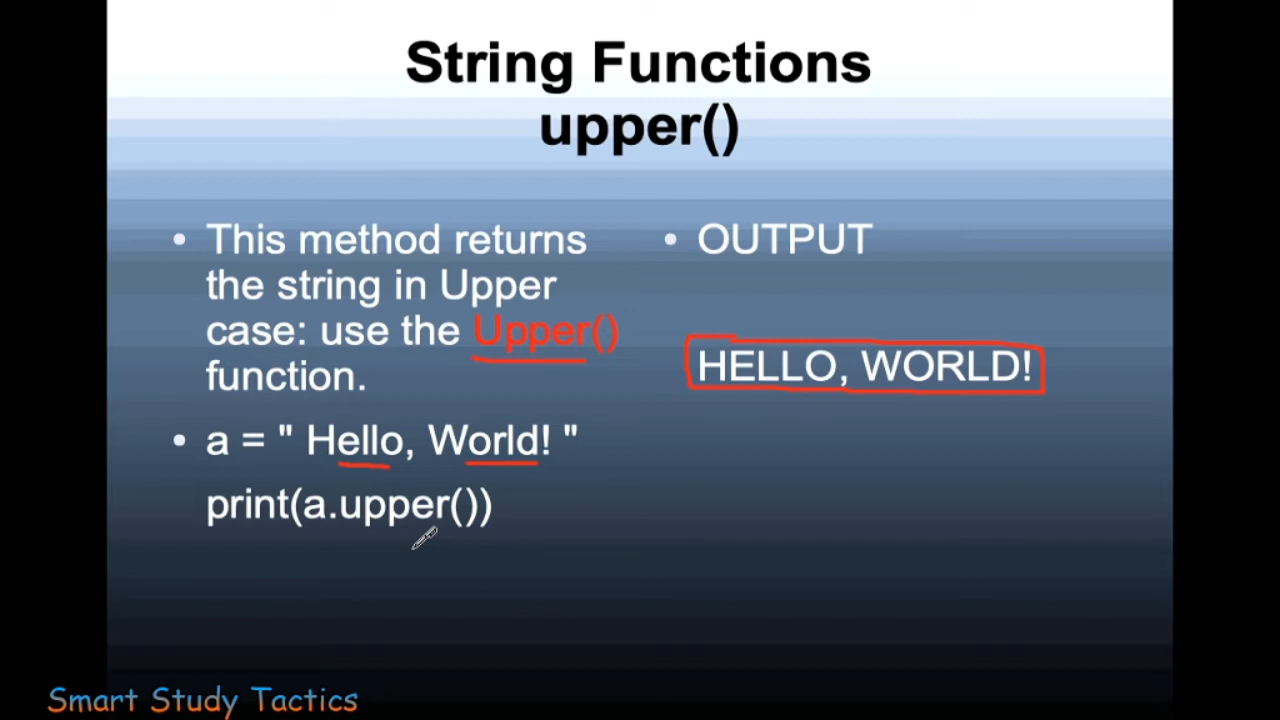 String Functions
upper()
• This method returns
the string in Upper
case: use the Upper()
function.
• a = " Hello, World! "
print(a.upper())
• OUTPUT
HELLO, WORLD!
Smart Study Tactics